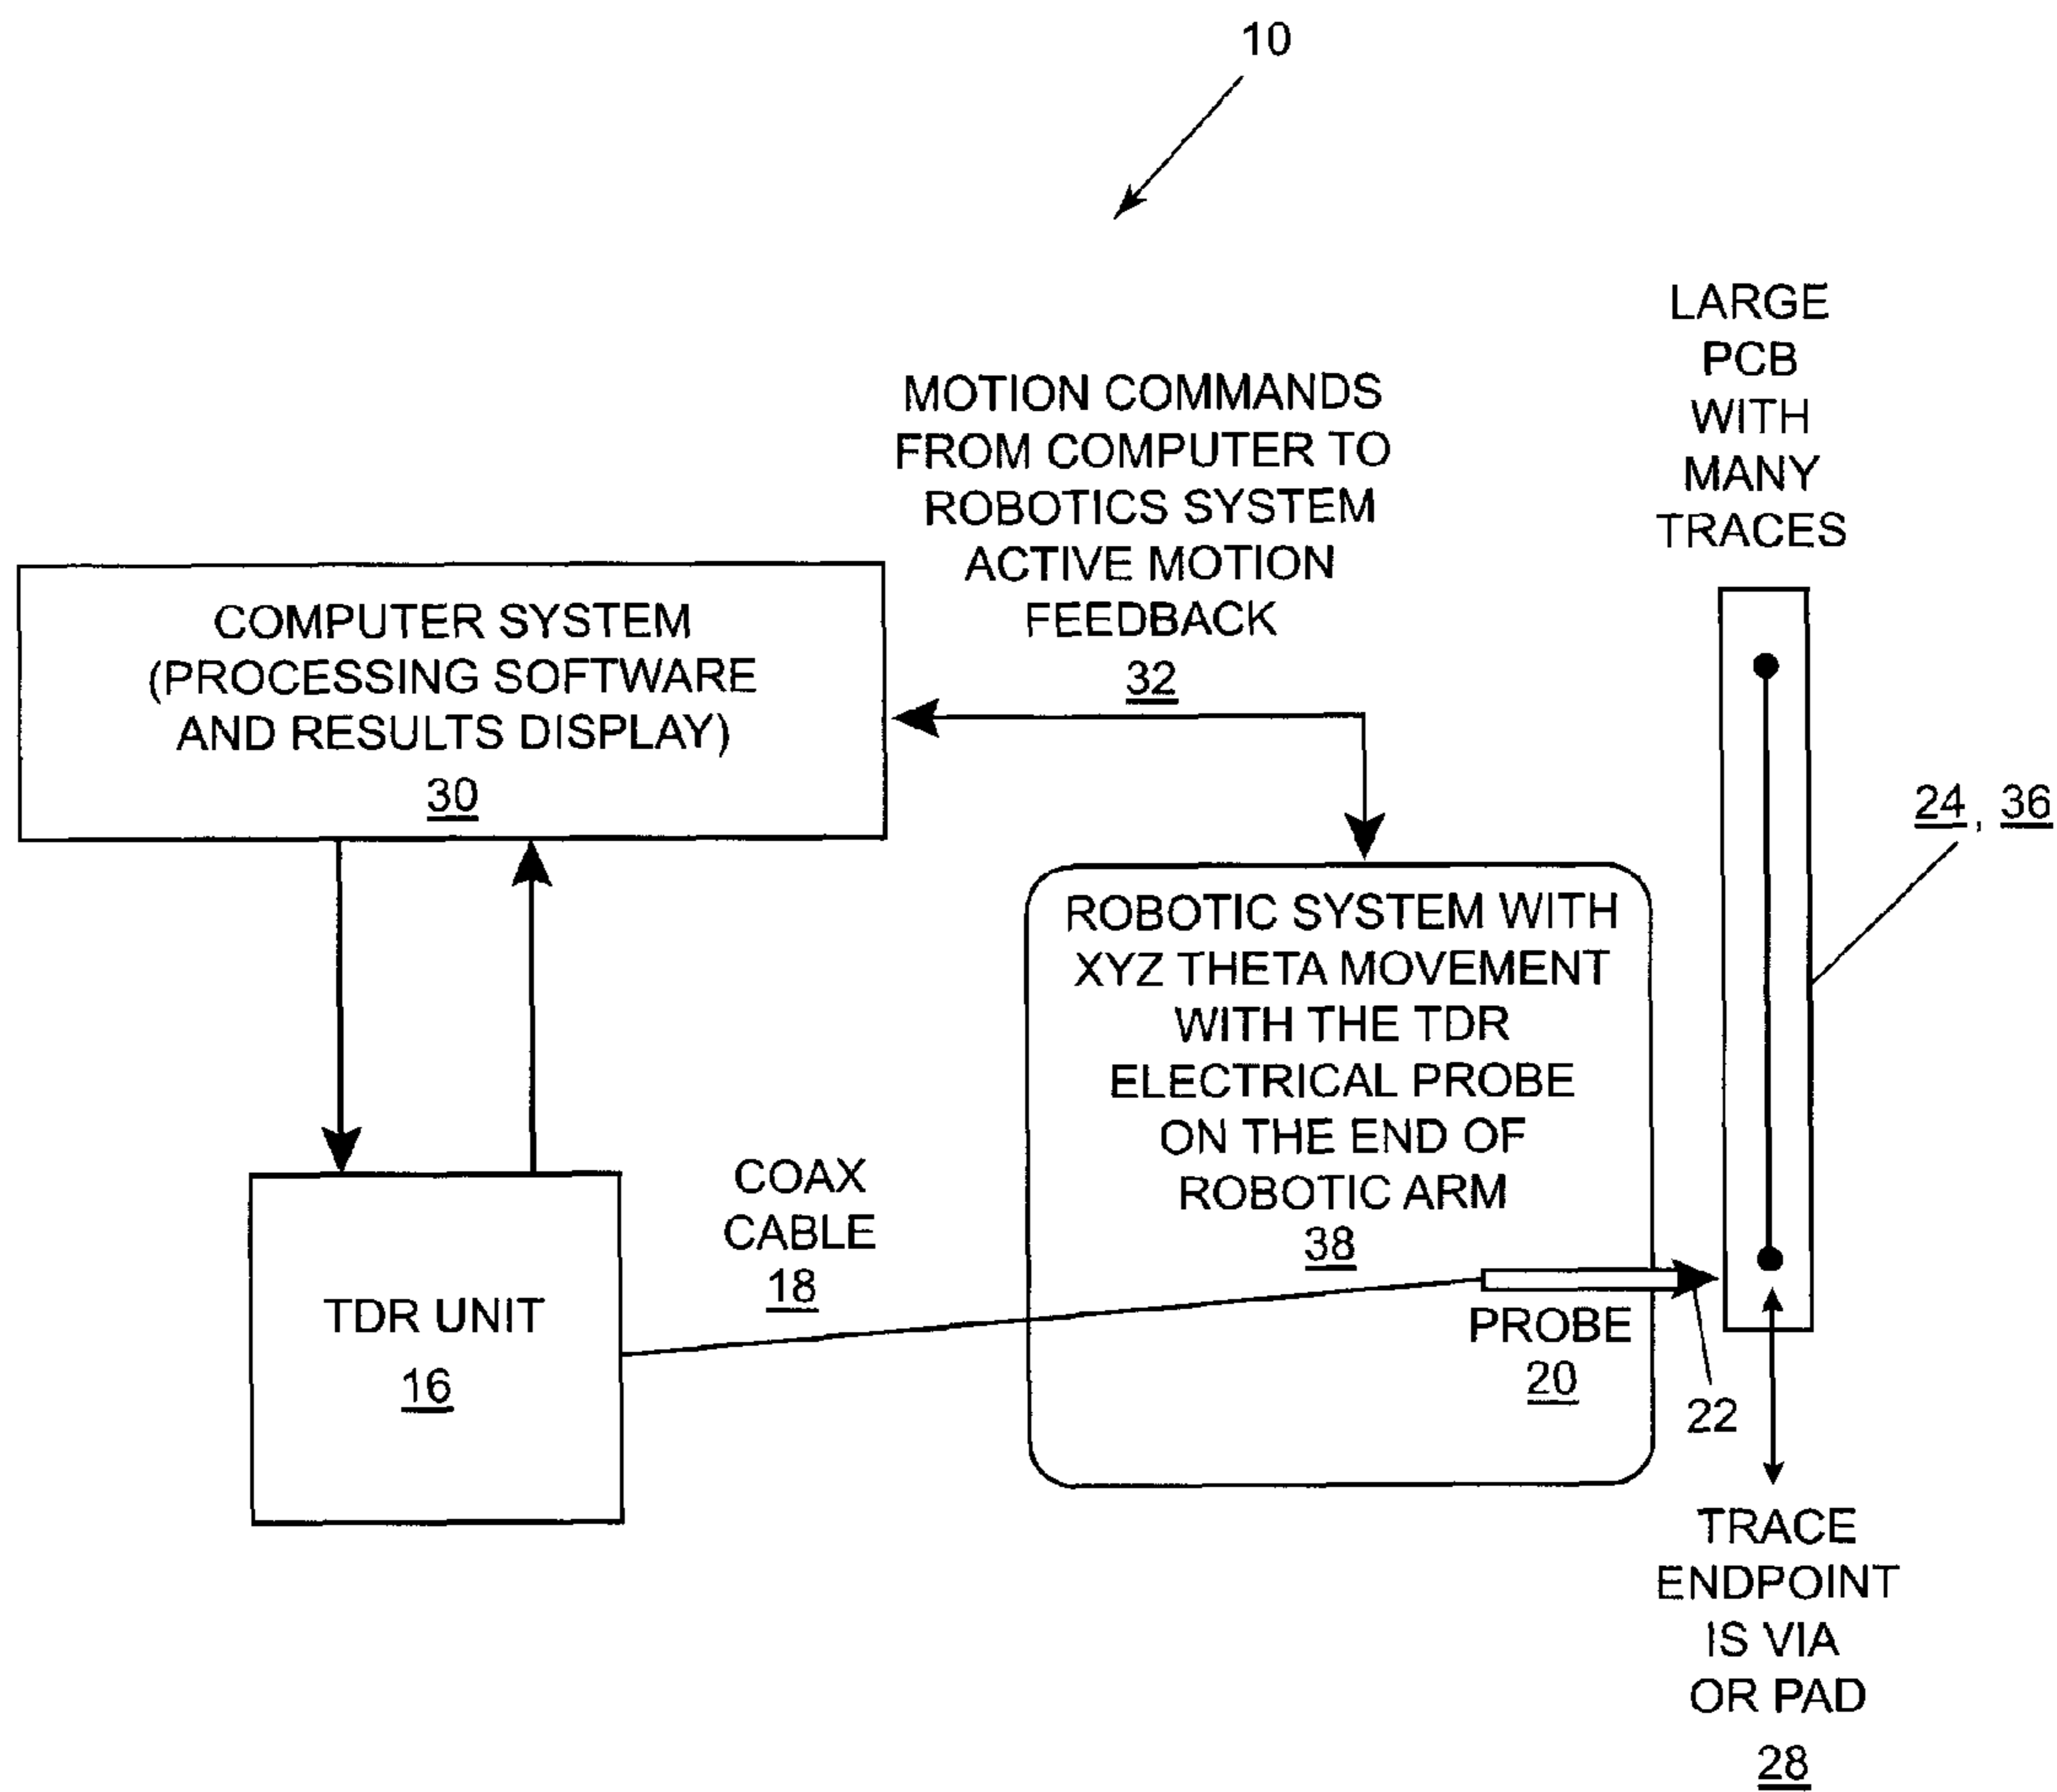 10
LARGE
PCB
WITH
MANY
TRACES
MOTION COMMANDS
FROM COMPUTER TO
ROBOTICS SYSTEM
ACTIVE MOTION
FEEDBACK
32
COMPUTER SYSTEM
(PROCESSING SOFTWARE
AND RESULTS DISPLAY)
30
24, 36
ROBOTIC SYSTEM WITH
XYZ THETA MOVEMENT
WITH THE TDR
ELECTRICAL PROBE
ON THE END OF
ROBOTIC ARM
38
COAX
CABLE
18
TDR UNIT
16
PROBE
20
22
TRACE
ENDPOINT
IS VIA
OR PAD
28